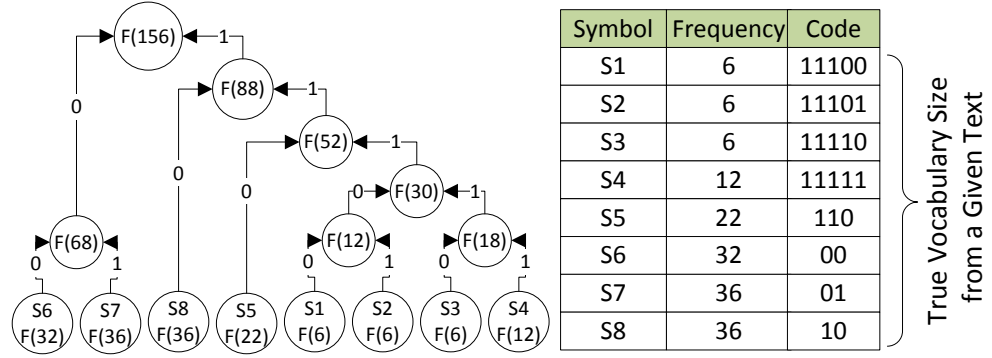 F(156)
1
F(88)
0
1
F(52)
0
1
0
F(30)
0
1
F(68)
F(12)
F(18)
0
1
0
1
0
1
S6
F(32)
S7
F(36)
S8
F(36)
S5
F(22)
S1
F(6)
S2
F(6)
S3
F(6)
S4
F(12)
Symbol Frequency Code
S1 6 11100
S2 6 11101
S3 6 11110
S4 12 11111
S5 22 110
S6 32 00
S7 36 01
S8 36 10
True Vocabulary Size
from a Given Text